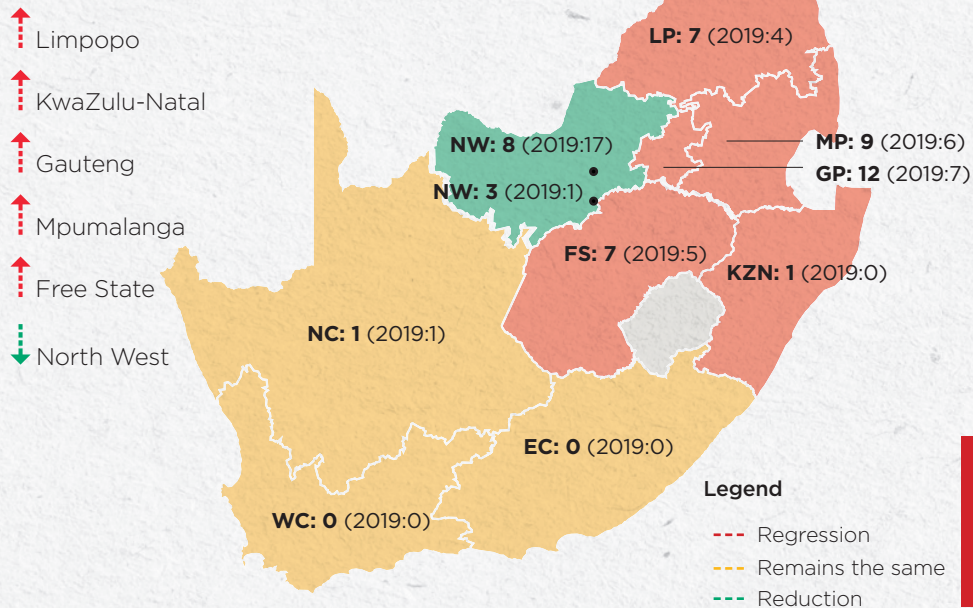 Limpopo
KwaZulu-Natal
Gauteng
Mpumalanga
Free State
North West
LP: 7 (2019:4)
NW: 8 (2019:17)
MP: 9 (2019:6)
GP: 12 (2019:7)
NW: 3 (2019:1)
FS: 7 (2019:5)
KZN: 1 (2019:0)
NC: 1 (2019:1)
EC: 0 (2019:0)
WC: 0 (2019:0)
Legend
Regression
Remains the same
Reduction